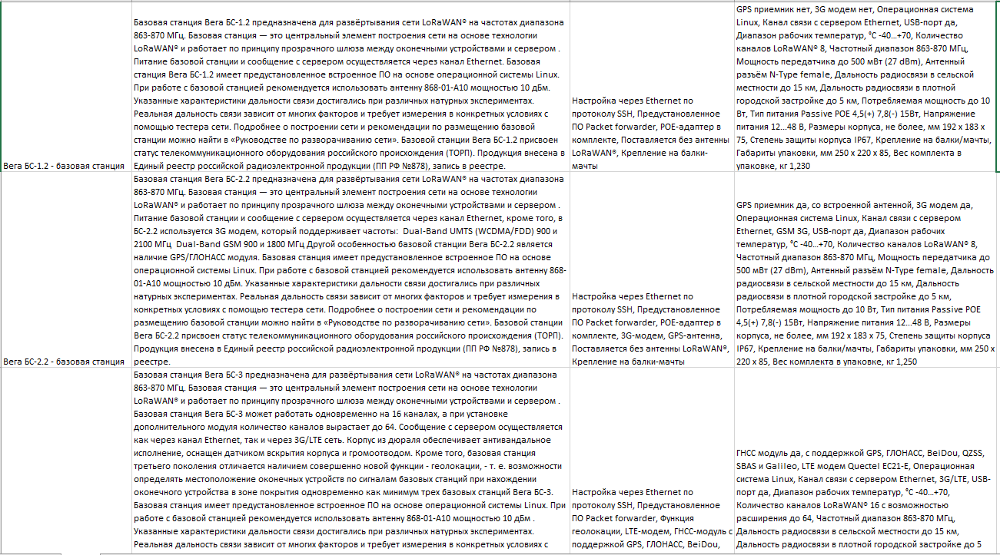 Вега БС-1.2 - базовая станция
Базовая станция Вега БС-1.2 предназначена для развёртывания сети LoRaWAN® на частотах диапазона
863-870 МГц. Базовая станция — это центральный элемент построения сети на основе технологии
LoRaWAN® и работает по принципу прозрачного шлюза между оконечными устройствами и сервером .
Питание базовой станции и сообщение с сервером осуществляется через канал Ethernet. Базовая
станция Вега БС-1.2 имеет предустановленное встроенное ПО на основе операционной системы Linux.
При работе с базовой станцией рекомендуется использовать антенну 868-01-A10 мощностью 10 дБм.
Указанные характеристики дальности связи достигались при различных натурных экспериментах.
Реальная дальность связи зависит от многих факторов и требует измерения в конкретных условиях с
помощью тестера сети. Подробнее о построении сети и рекомендации по размещению базовой
станции можно найти в «Руководстве по разворачиванию сети». Базовой станции Вега БС-1.2 присвоен
статус телекоммуникационного оборудования российского происхождения (ТОРП). Продукция внесена в
Единый реестр российской радиоэлектронной продукции (ПП РФ №878), запись в реестре.
Настройка через Ethernet по
протоколу SSH, Предустановленное
ПО Packet forwarder, POE-адаптер в
комплекте, Поставляется без антенны
LoRaWAN®, Крепление на балки-
мачты
GPS приемник нет, 3G модем нет, Операционная система
Linux, Канал связи с сервером Ethernet, USB-порт да,
Диапазон рабочих температур, °С -40…+70, Количество
каналов LoRaWAN® 8, Частотный диапазон 863-870 МГц,
Мощность передатчика до 500 мВт (27 dBm), Антенный
разъём N-Type female, Дальность радиосвязи в сельской
местности до 15 км, Дальность радиосвязи в плотной
городской застройке до 5 км, Потребляемая мощность до 10
Вт, Тип питания Passive POE 4,5(+) 7,8(-) 15Вт, Напряжение
питания 12...48 В, Размеры корпуса, не более, мм 192 х 183 х
75, Степень защиты корпуса IP67, Крепление на балки/мачты,
Габариты упаковки, мм 250 х 220 х 85, Вес комплекта в
упаковке, кг 1,230
Вега БС-2.2 - базовая станция
Базовая станция Вега БС-2.2 предназначена для развёртывания сети LoRaWAN® на частотах диапазона
863-870 МГц. Базовая станция — это центральный элемент построения сети на основе технологии
LoRaWAN® и работает по принципу прозрачного шлюза между оконечными устройствами и сервером .
Питание базовой станции и сообщение с сервером осуществляется через канал Ethernet, кроме того, в
БС-2.2 используется 3G модем, который поддерживает частоты:  Dual-Band UMTS (WCDMA/FDD) 900 и
2100 МГц  Dual-Band GSM 900 и 1800 МГц Другой особенностью базовой станции Вега БС-2.2 является
наличие GPS/ГЛОНАСС модуля. Базовая станция имеет предустановленное встроенное ПО на основе
операционной системы Linux. При работе с базовой станцией рекомендуется использовать антенну 868-
01-A10 мощностью 10 дБм. Указанные характеристики дальности связи достигались при различных
натурных экспериментах. Реальная дальность связи зависит от многих факторов и требует измерения в
конкретных условиях с помощью тестера сети. Подробнее о построении сети и рекомендации по
размещению базовой станции можно найти в «Руководстве по разворачиванию сети». Базовой станции
Вега БС-2.2 присвоен статус телекоммуникационного оборудования российского происхождения (ТОРП).
Продукция внесена в Единый реестр российской радиоэлектронной продукции (ПП РФ №878), запись в
реестре.
Настройка через Ethernet по
протоколу SSH, Предустановленное
ПО Packet forwarder, POE-адаптер в
комплекте, 3G-модем, GPS-антенна,
Поставляется без антенны LoRaWAN®,
Крепление на балки-мачты
GPS приемник да, со встроенной антенной, 3G модем да,
Операционная система Linux, Канал связи с сервером
Ethernet, GSM 3G, USB-порт да, Диапазон рабочих
температур, °С -40…+70, Количество каналов LoRaWAN® 8,
Частотный диапазон 863-870 МГц, Мощность передатчика до
500 мВт (27 dBm), Антенный разъём N-Type female, Дальность
радиосвязи в сельской местности до 15 км, Дальность
радиосвязи в плотной городской застройке до 5 км,
Потребляемая мощность до 10 Вт, Тип питания Passive POE
4,5(+) 7,8(-) 15Вт, Напряжение питания 12...48 В, Размеры
корпуса, не более, мм 192 х 183 х 75, Степень защиты корпуса
IP67, Крепление на балки/мачты, Габариты упаковки, мм 250 х
220 х 85, Вес комплекта в упаковке, кг 1,250
Базовая станция Вега БС-3 предназначена для развёртывания сети LoRaWAN® на частотах диапазона
863-870 МГц. Базовая станция — это центральный элемент построения сети на основе технологии
LoRaWAN® и работает по принципу прозрачного шлюза между оконечными устройствами и сервером .
Базовая станция Вега БС-3 может работать одновременно на 16 каналах, а при установке
дополнительного модуля количество каналов вырастает до 64. Сообщение с сервером осуществляется
как через канал Ethernet, так и через 3G/LTE сеть. Корпус из дюраля обеспечивает антивандальное
исполнение, оснащен датчиком вскрытия корпуса и громоотводом. Кроме того, базовая станция
третьего поколения отличается наличием совершенно новой функции - геолокации, - т. е. возможности
определять местоположение оконечных устройств по сигналам базовых станций при нахождении
оконечного устройства в зоне покрытия одновременно как минимум трех базовых станций Вега БС-3.
Базовая станция имеет предустановленное встроенное ПО на основе операционной системы Linux. При
работе с базовой станцией рекомендуется использовать антенну 868-01-A10 мощностью 10 дБм .
Указанные характеристики дальности связи достигались при различных натурных экспериментах.
Реальная дальность связи зависит от многих факторов и требует измерения в конкретных условиях с
Настройка через Ethernet по
протоколу SSH, Предустановленное
ПО Packet forwarder, Функция
геолокации, LTE-модем, ГНСС-модуль с
поддержкой GPS, ГЛОНАСС, BeiDou,
ГНСС модуль да, с поддержкой GPS, ГЛОНАСС, BeiDou, QZSS,
SBAS и Galileo, LTE модем Quectel EC21-E, Операционная
система Linux, Канал связи с сервером Ethernet, 3G/LTE, USB-
порт да, Диапазон рабочих температур, °С -40…+70,
Количество каналов LoRaWAN® 16 с возможностью
расширения до 64, Частотный диапазон 863-870 МГц,
Дальность радиосвязи в сельской местности до 15 км,
Дальность радиосвязи в плотной городской застройке до 5